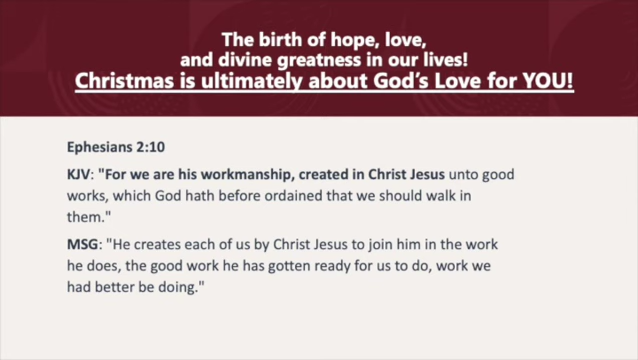 The birth of hope, love,
and divine greatness in our lives!
Christmas is ultimately about God's Love for YOU!
Ephesians 2:10
KJV: "For we are his workmanship, created in Christ Jesus unto good
works, which God hath before ordained that we should walk in
them."
MSG: "He creates each of us by Christ Jesus to join him in the work
he does, the good work he has gotten ready for us to do, work we
had better be doing."